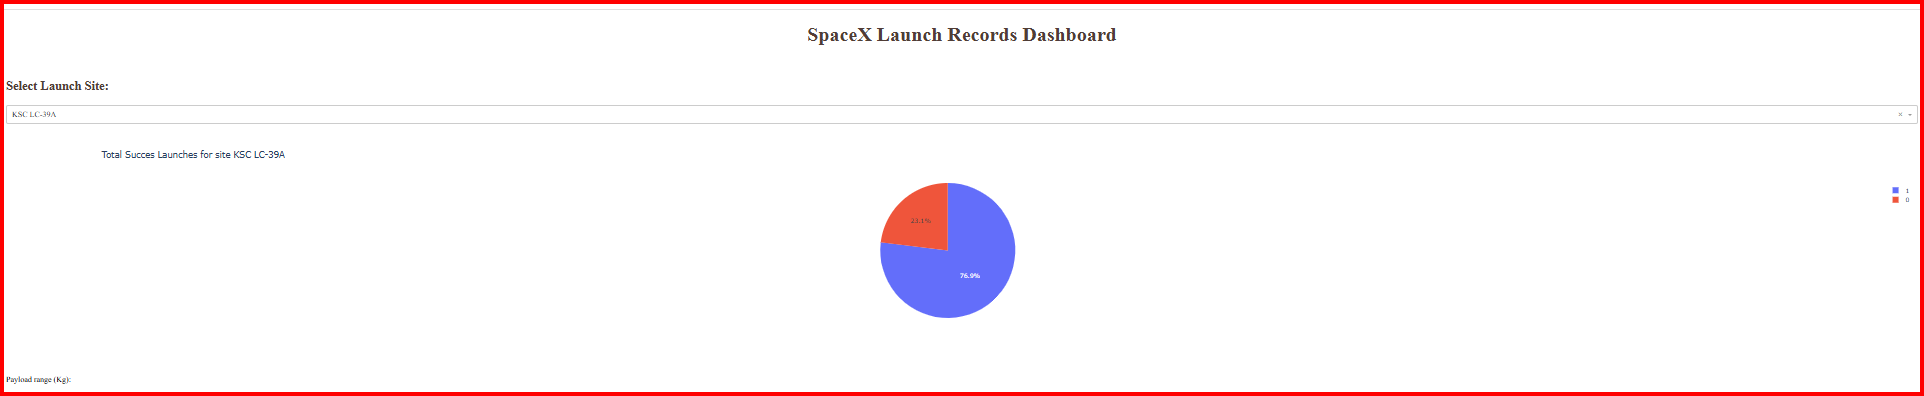 SpaceX Launch Records Dashboard
Select Launch Site:
KSC LC-39A
Total Succes Launches for site KSC LC-39A
1
0
23.1%
76.9%
Payload range (Kg):